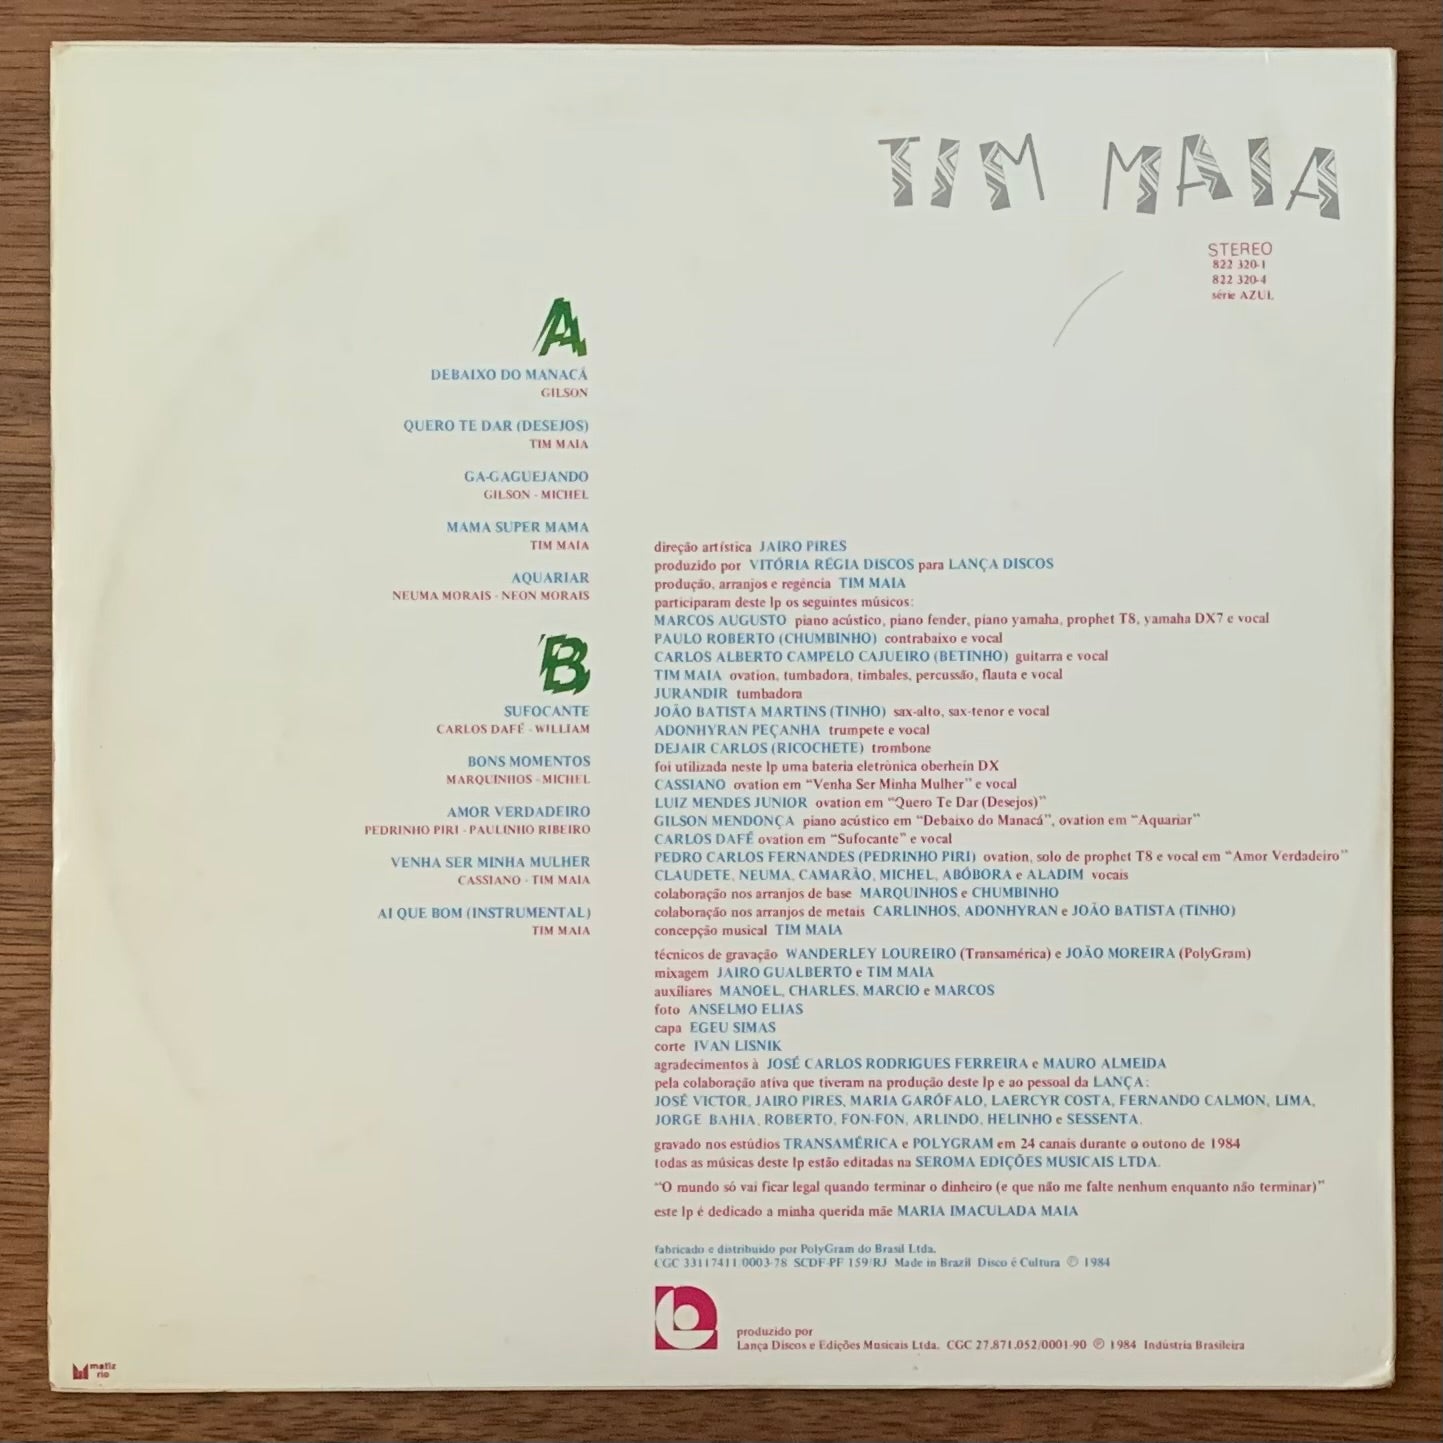 TIM MAIA
STEREO
822 320-1
822 320-4
série AZUL
A
DEBAIXO DO MANACÁ
GILSON
QUERO TE DAR (DESEJOS)
TIM MAIA
GA-GAGUEJANDO
GILSON - MICHEL
MAMA SUPER MAMA
TIM MAIA
AQUARIAR
NEUMA MORAIS - NEON MORAIS
B
SUFOCANTE
CARLOS DAFÉ - WILLIAM
BONS MOMENTOS
MARQUINHOS - MICHEL
AMOR VERDADEIRO
PEDRINHO PIRI - PAULINHO RIBEIRO
VENHA SER MINHA MULHER
CASSIANO - TIM MAIA
AI QUE BOM (INSTRUMENTAL)
TIM MAIA
direção artística JAIRO PIRES
produzido por VITÓRIA RÉGIA DISCOS para LANÇA DISCOS
produção, arranjos e regência TIM MAIA
participaram deste lp os seguintes músicos:
MARCOS AUGUSTO piano acústico, piano fender, piano yamaha, prophet T8, yamaha DX7 e vocal
PAULO ROBERTO (CHUMBINHO) contrabaixo e vocal
CARLOS ALBERTO CAMPELO CAJUEIRO (BETINHO) guitarra e vocal
TIM MAIA ovation, tumbadora, timbales, percussão, flauta e vocal
JURANDIR tumbadora
JOÃO BATISTA MARTINS (TINHO) sax-alto, sax-tenor e vocal
ADONHYRAN PEÇANHA trumpete e vocal
DEJAIR CARLOS (RICOCHETE) trombone
foi utilizada neste lp uma bateria eletrônica oberhein DX
CASSIANO ovation em “Venha Ser Minha Mulher” e vocal
LUIZ MENDES JUNIOR ovation em “Quero Te Dar (Desejos)”
GILSON MENDONÇA piano acústico em “Debaixo do Manacá”, ovation em “Aquariar”
CARLOS DAFÉ ovation em “Sufocante” e vocal
PEDRO CARLOS FERNANDES (PEDRINHO PIRI) ovation, solo de prophet T8 e vocal em “Amor Verdadeiro”
CLAUDETE, NEUMA, CAMARÃO, MICHEL, ABÓBORA e ALADIM vocais
colaboração nos arranjos de base MARQUINHOS e CHUMBINHO
colaboração nos arranjos de metais CARLINHOS, ADONHYRAN e JOÃO BATISTA (TINHO)
concepção musical TIM MAIA
técnicos de gravação WANDERLEY LOUREIRO (Transamérica) e JOÃO MOREIRA (PolyGram)
mixagem JAIRO GUALBERTO e TIM MAIA
auxiliares MANOEL, CHARLES, MARCIO e MARCOS
foto ANSELMO ELIAS
capa EGEU SIMAS
corte IVAN LISNIK
agradecimentos à JOSÉ CARLOS RODRIGUES FERREIRA e MAURO ALMEIDA
pela colaboração ativa que tiveram na produção deste lp e ao pessoal da LANÇA:
JOSÉ VICTOR, JAIRO PIRES, MARIA GARÓFALO, LAERCYR COSTA, FERNANDO CALMON, LIMA,
JORGE BAHIA, ROBERTO, FON-FON, ARLINDO, HELINHO e SESSENTA.
gravado nos estúdios TRANSAMÉRICA e POLYGRAM em 24 canais durante o outono de 1984
todas as músicas deste lp estão editadas na SEROMA EDIÇÕES MUSICAIS LTDA.
“O mundo só vai ficar legal quando terminar o dinheiro (e que não me falte nenhum enquanto não terminar)”
este lp é dedicado a minha querida mãe MARIA IMACULADA MAIA
fabricado e distribuido por PolyGram do Brasil Ltda.
CGC 33117411/0003-78 SCDF-PF 159/RJ Made in Brazil Disco é Cultura ℗ 1984
produzido por
Lança Discos e Edições Musicais Ltda. CGC 27.871.052/0001-90 ℗ 1984 Indústria Brasileira
matiz
rio